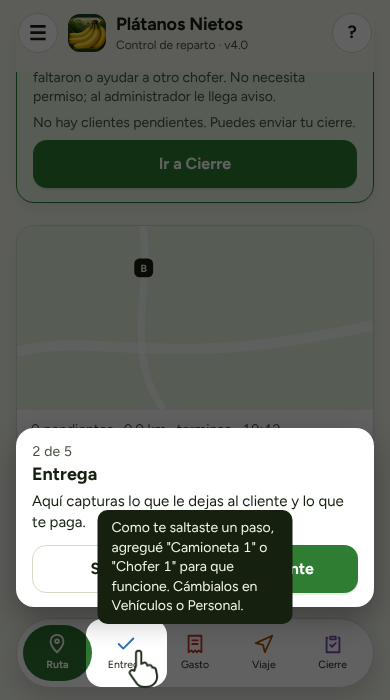 Plátanos Nietos
Control de reparto · v4.0
?
faltaron o ayudar a otro chofer. No necesita
permiso; al administrador le llega aviso.
No hay clientes pendientes. Puedes enviar tu cierre.
Ir a Cierre
B
2 de 5
Entrega
Aquí capturas lo que le dejas al cliente y lo que
te paga.
Como te saltaste un paso,
agregué "Camioneta 1" o
"Chofer 1" para que
funcione. Cámbialos en
Vehículos o Personal.
Ruta
Gasto
Viaje
Cierre